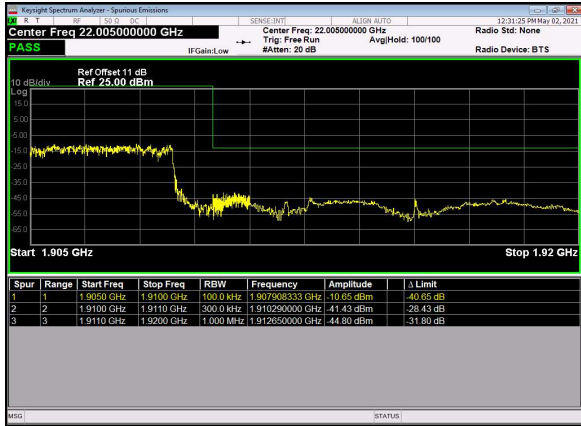 Keysight Spectrum Analyzer - Spurious Emissions
RF 50 Ω DC SENSE:INT ALIGN AUTO 12:31:25 PM May 02, 2021
Center Freq 22.005000000 GHz Center Freq: 22.005000000 GHz Radio Std: None
Trig: Free Run Avg|Hold: 100/100
PASS IFGain:Low #Atten: 20 dB Radio Device: BTS
Ref Offset 11 dB
10 dB/div Ref 25.00 dBm
Log
15.0
5.00
-5.00
-15.0
-25.0
-35.0
-45.0
-55.0
-65.0
Start 1.905 GHz Stop 1.92 GHz
Spur Range Start Freq Stop Freq RBW Frequency Amplitude Δ Limit
1 1 1.9050 GHz 1.9100 GHz 100.0 kHz 1.907908333 GHz -10.65 dBm -40.65 dB
2 2 1.9100 GHz 1.9110 GHz 300.0 kHz 1.910290000 GHz -41.43 dBm -28.43 dB
3 3 1.9110 GHz 1.9200 GHz 1.000 MHz 1.912650000 GHz -44.80 dBm -31.80 dB
MSG STATUS